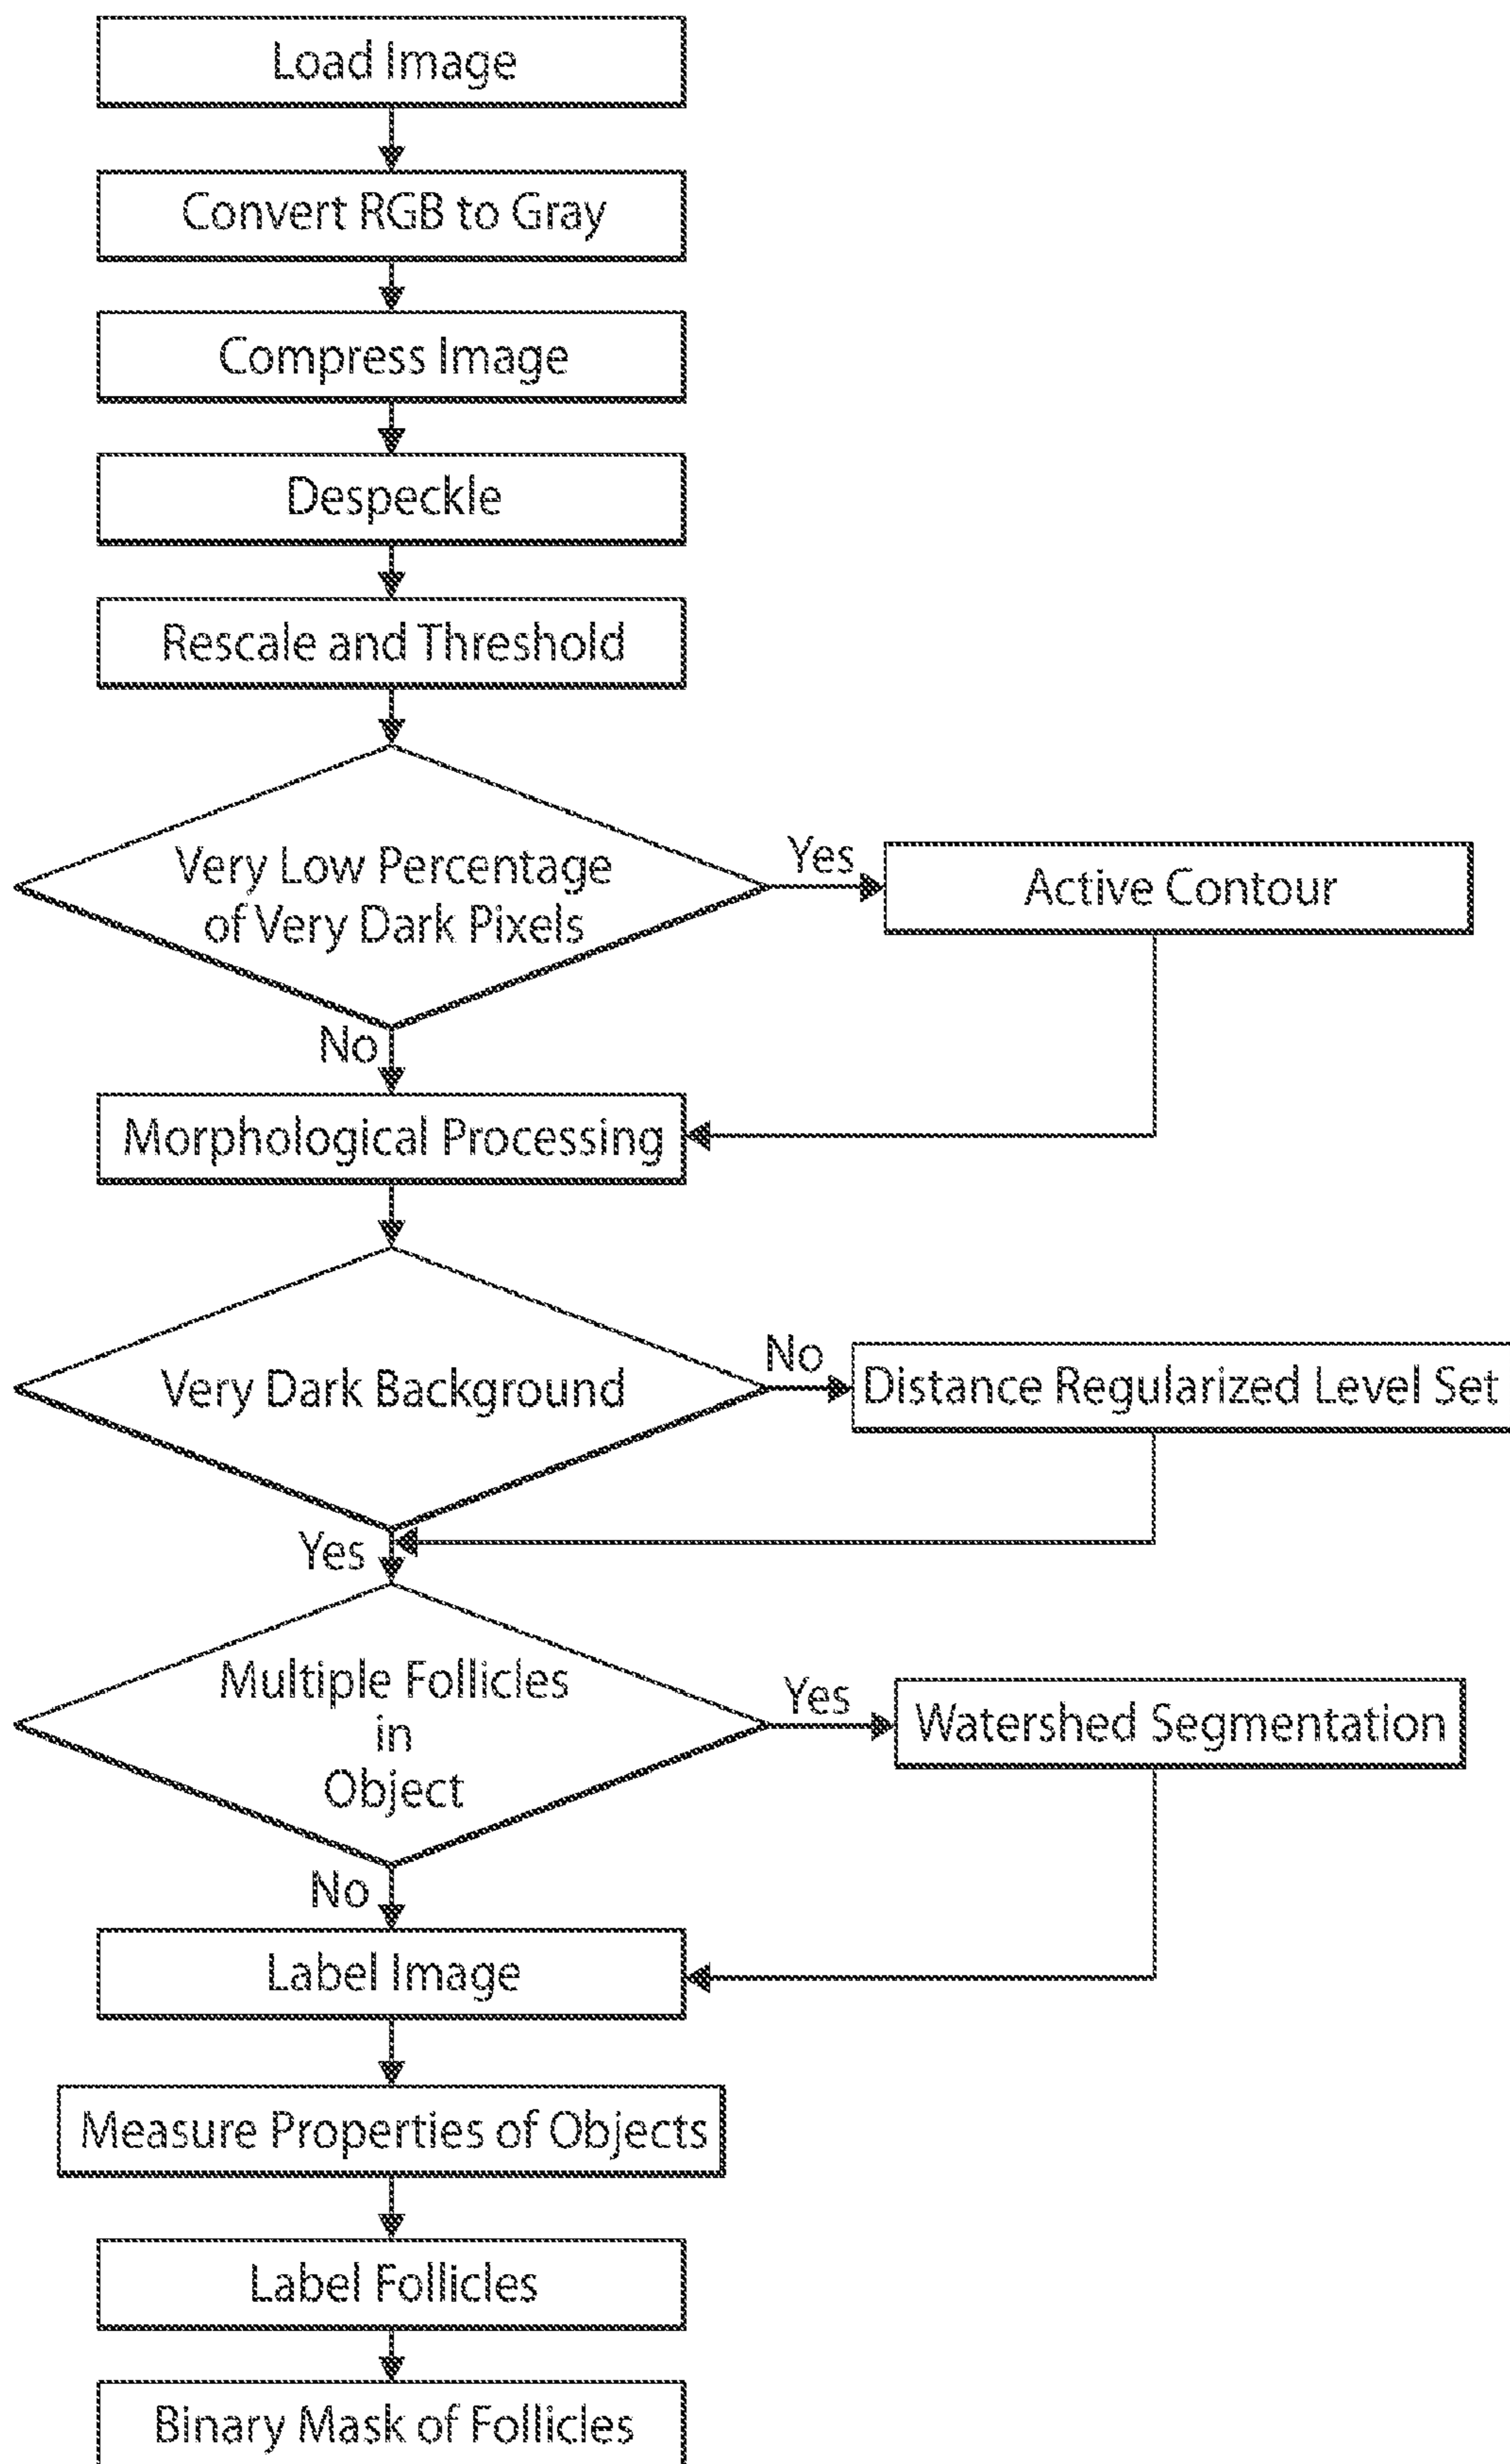 Load Image
Convert RGB to Gray
Compress Image
Despeckle
Rescale and Threshold
Very Low Percentage
of Very Dark Pixels
Yes
Active Contour
No
Morphological Processing
Very Dark Background
No
Distance Regularized Level Set
Yes
Multiple Follicles
in
Object
Yes
Watershed Segmentation
No
Label Image
Measure Properties of Objects
Label Follicles
Binary Mask of Follicles